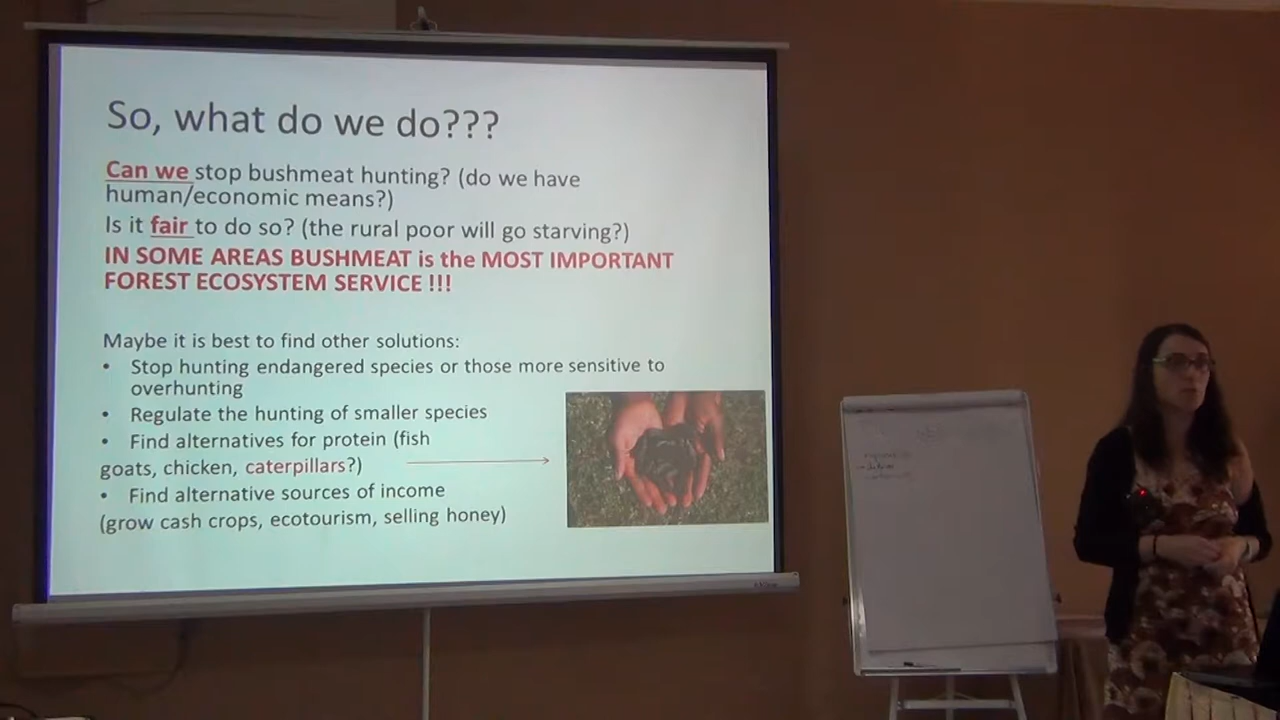 So, what do we do???
Can we stop bushmeat hunting? (do we have
human/economic means?)
Is it fair to do so? (the rural poor will go starving?)
IN SOME AREAS BUSHMEAT is the MOST IMPORTANT
FOREST ECOSYSTEM SERVICE !!!
Maybe it is best to find other solutions:
• Stop hunting endangered species or those more sensitive to
overhunting
• Regulate the hunting of smaller species
• Find alternatives for protein (fish
goats, chicken, caterpillars?)
• Find alternative sources of income
(grow cash crops, ecotourism, selling honey)